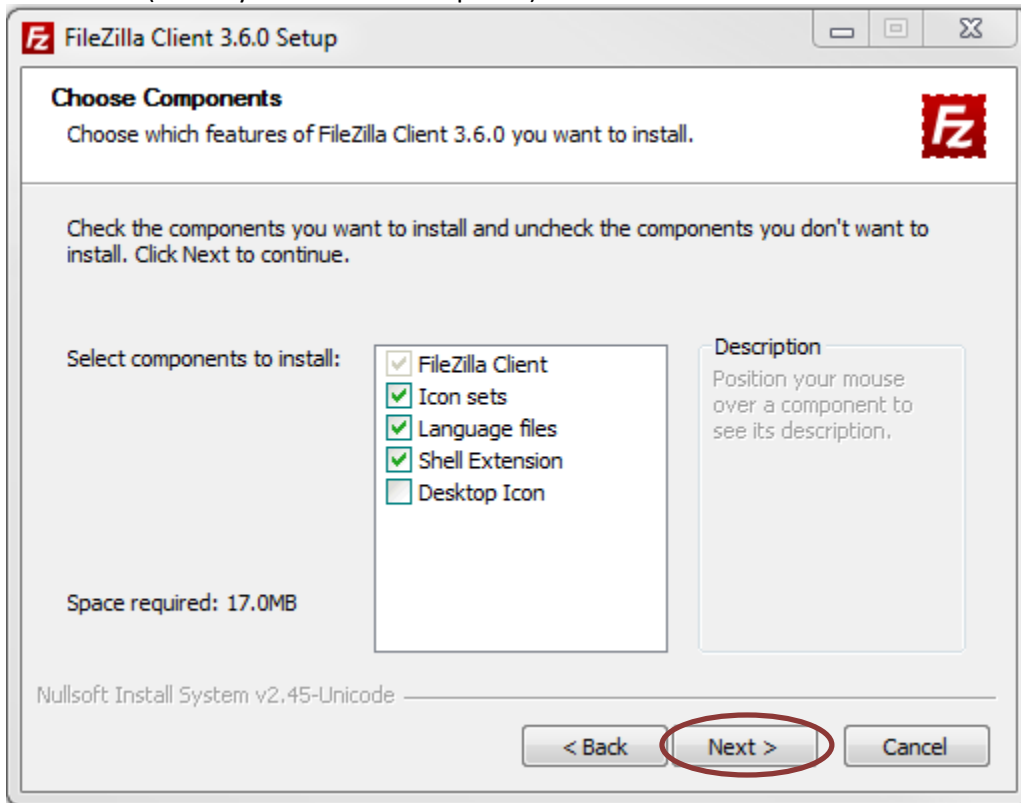 FileZilla Client 3.6.0 Setup
Choose Components
Choose which features of FileZilla Client 3.6.0 you want to install.
Fz
Check the components you want to install and uncheck the components you don't want to
install. Click Next to continue.
Select components to install:
FileZilla Client
Icon sets
Language files
Shell Extension
Desktop Icon
Description
Position your mouse
over a component to
see its description.
Space required: 17.0MB
Nullsoft Install System v2.45-Unicode
< Back
Next >
Cancel